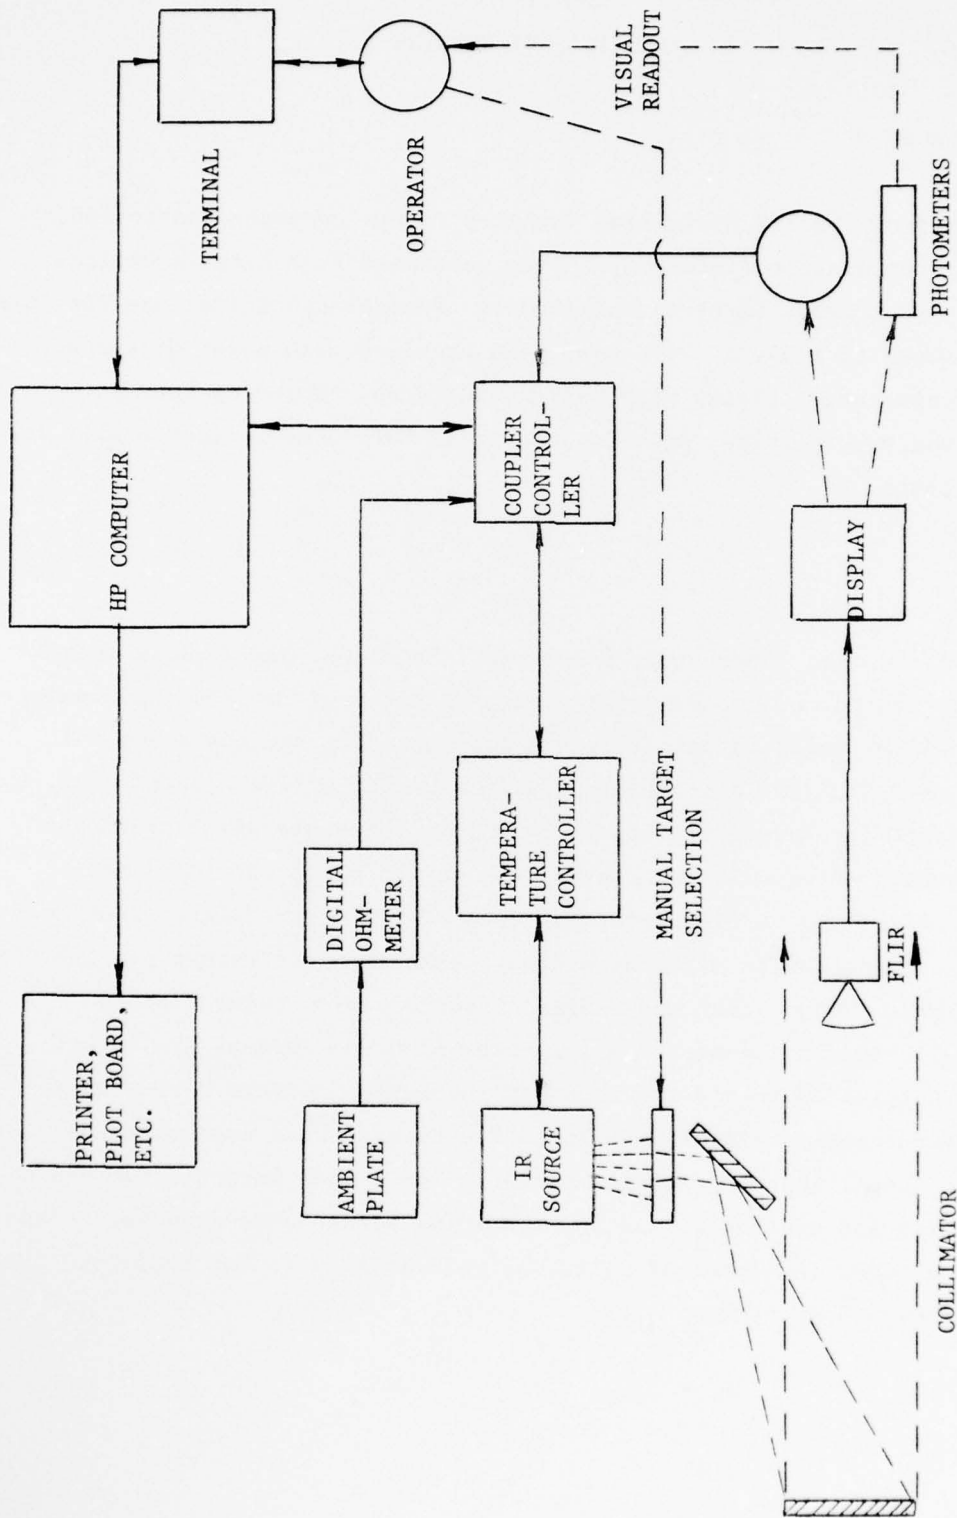 PRINTER,
PLOT BOARD,
ETC.
HP COMPUTER
TERMINAL
AMBIENT
PLATE
DIGITAL
OHM-
METER
OPERATOR
IR
SOURCE
TEMPERA-
TURE
CONTROLLER
COUPLER
CONTROL-
LER
VISUAL
READOUT
MANUAL TARGET
SELECTION
FLIR
DISPLAY
PHOTOMETERS
COLLIMATOR